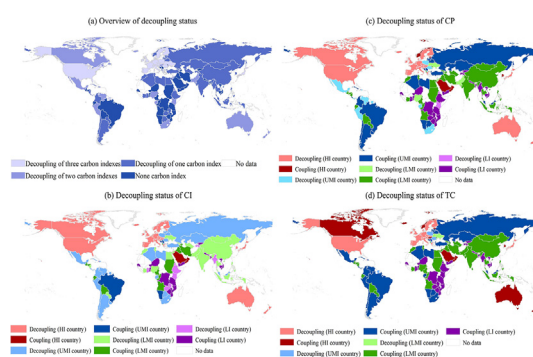 (a) Overview of decoupling status
Decoupling of three carbon indexes
Decoupling of one carbon index
No data
Decoupling of two carbon indexes
None carbon index
(c) Decoupling status of CP
Decoupling (HI country)
Coupling (UMI country)
Decoupling (LI country)
Coupling (HI country)
Decoupling (LMI country)
Coupling (LI country)
Decoupling (UMI country)
Coupling (LMI country)
No data
(b) Decoupling status of CI
Decoupling (HI country)
Coupling (UMI country)
Decoupling (LI country)
Coupling (HI country)
Decoupling (LMI country)
Coupling (LI country)
Decoupling (UMI country)
Coupling (LMI country)
No data
(d) Decoupling status of TC
Decoupling (HI country)
Coupling (UMI country)
Coupling (LI country)
Coupling (HI country)
Decoupling (LMI country)
No data
Decoupling (UMI country)
Coupling (LMI country)